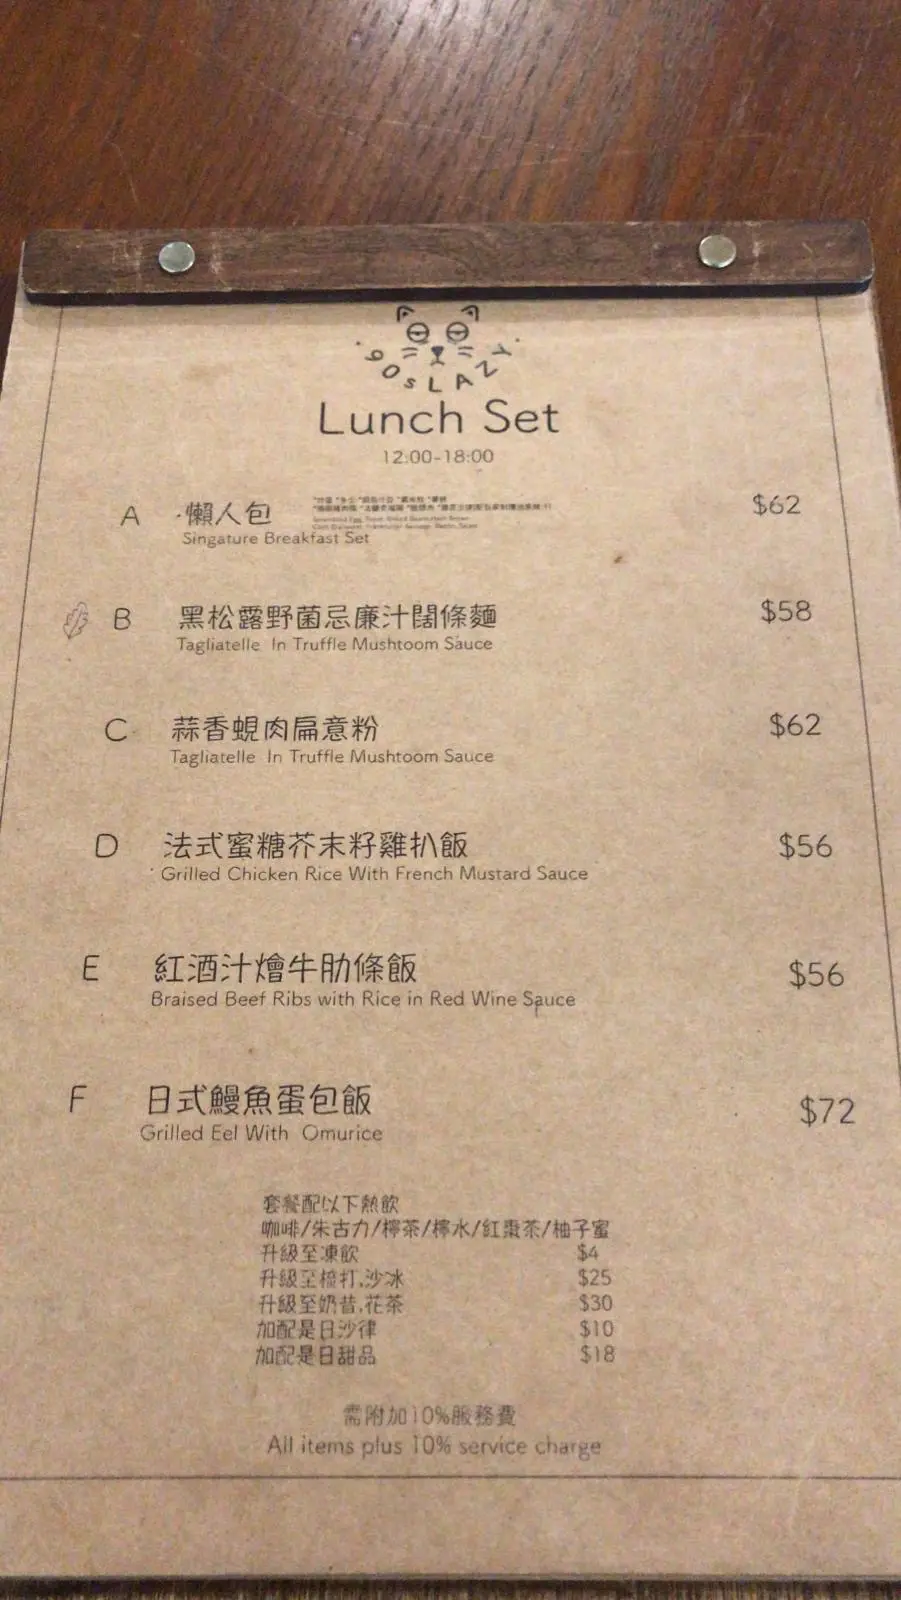 90SLAZY
Lunch Set
12:00-18:00
A ·懶人包 $62
Singature Breakfast Set
B 黑松露野菌忌廉汁闊條麵 $58
Tagliatelle In Truffle Mushtoom Sauce
C 蒜香蜆肉扁意粉 $62
Tagliatelle In Truffle Mushtoom Sauce
D 法式蜜糖芥末籽雞扒飯 $56
Grilled Chicken Rice With French Mustard Sauce
E 紅酒汁燴牛肋條飯 $56
Braised Beef Ribs with Rice in Red Wine Sauce
F 日式鰻魚蛋包飯 $72
Grilled Eel With Omurice
套餐配以下熱飲
咖啡/朱古力/檸茶/檸水/紅棗茶/柚子蜜
升級至凍飲 $4
升級至梳打,沙冰 $25
升級至奶昔,花茶 $30
加配是日沙律 $10
加配是日甜品 $18
需附加10%服務費
All items plus 10% service charge